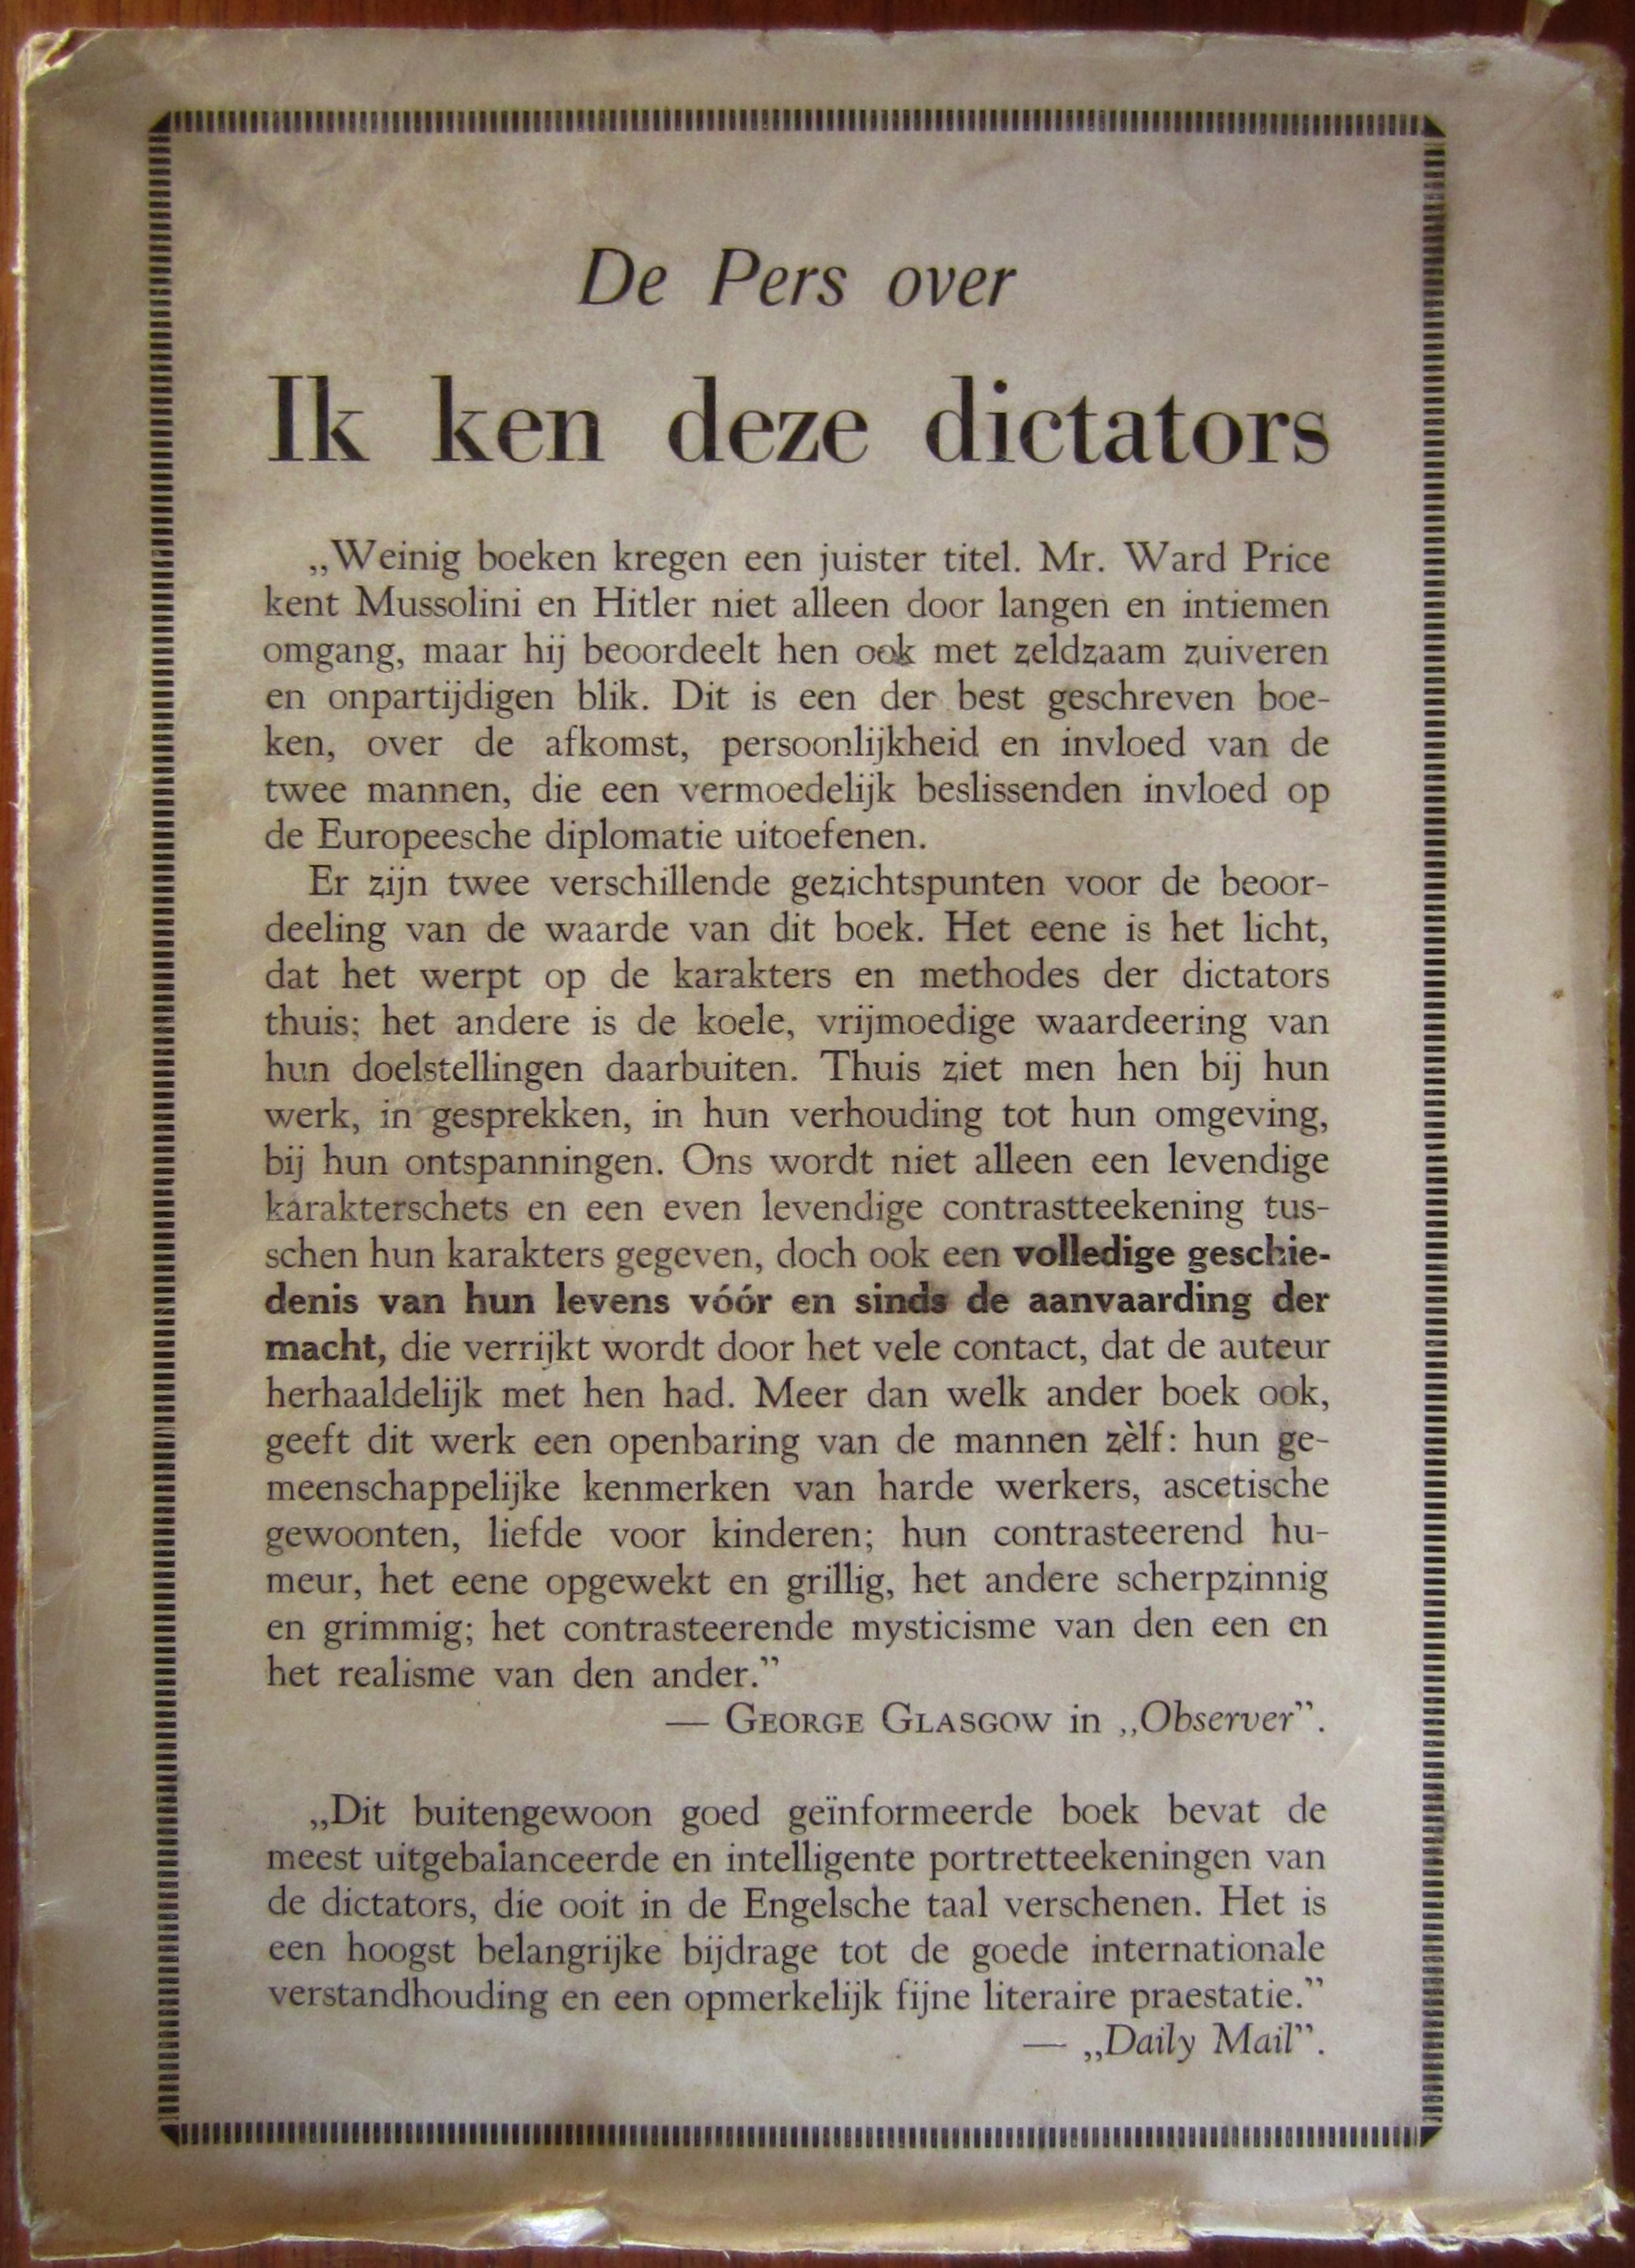 De Pers over
Ik ken deze dictators
„Weinig boeken kregen een juister titel. Mr. Ward Price
kent Mussolini en Hitler niet alleen door langen en intiemen
omgang, maar hij beoordeelt hen ook met zeldzaam zuiveren
en onpartijdigen blik. Dit is een der best geschreven boe-
ken, over de afkomst, persoonlijkheid en invloed van de
twee mannen, die een vermoedelijk beslissenden invloed op
de Europeesche diplomatie uitoefenen.
Er zijn twee verschillende gezichtspunten voor de beoor-
deeling van de waarde van dit boek. Het eene is het licht,
dat het werpt op de karakters en methodes der dictators
thuis; het andere is de koele, vrijmoedige waardeering van
hun doelstellingen daarbuiten. Thuis ziet men hen bij hun
werk, in gesprekken, in hun verhouding tot hun omgeving,
bij hun ontspanningen. Ons wordt niet alleen een levendige
karakterschets en een even levendige contrastteekening tus-
schen hun karakters gegeven, doch ook een volledige geschie-
denis van hun levens vóór en sinds de aanvaarding der
macht, die verrijkt wordt door het vele contact, dat de auteur
herhaaldelijk met hen had. Meer dan welk ander boek ook,
geeft dit werk een openbaring van de mannen zèlf: hun ge-
meenschappelijke kenmerken van harde werkers, ascetische
gewoonten, liefde voor kinderen; hun contrasteerend hu-
meur, het eene opgewekt en grillig, het andere scherpzinnig
en grimmig; het contrasteerende mysticisme van den een en
het realisme van den ander.”
— George Glasgow in „Observer”.
„Dit buitengewoon goed geïnformeerde boek bevat de
meest uitgebalanceerde en intelligente portretteekeningen van
de dictators, die ooit in de Engelsche taal verschenen. Het is
een hoogst belangrijke bijdrage tot de goede internationale
verstandhouding en een opmerkelijk fijne literaire praestatie.”
— „Daily Mail”.